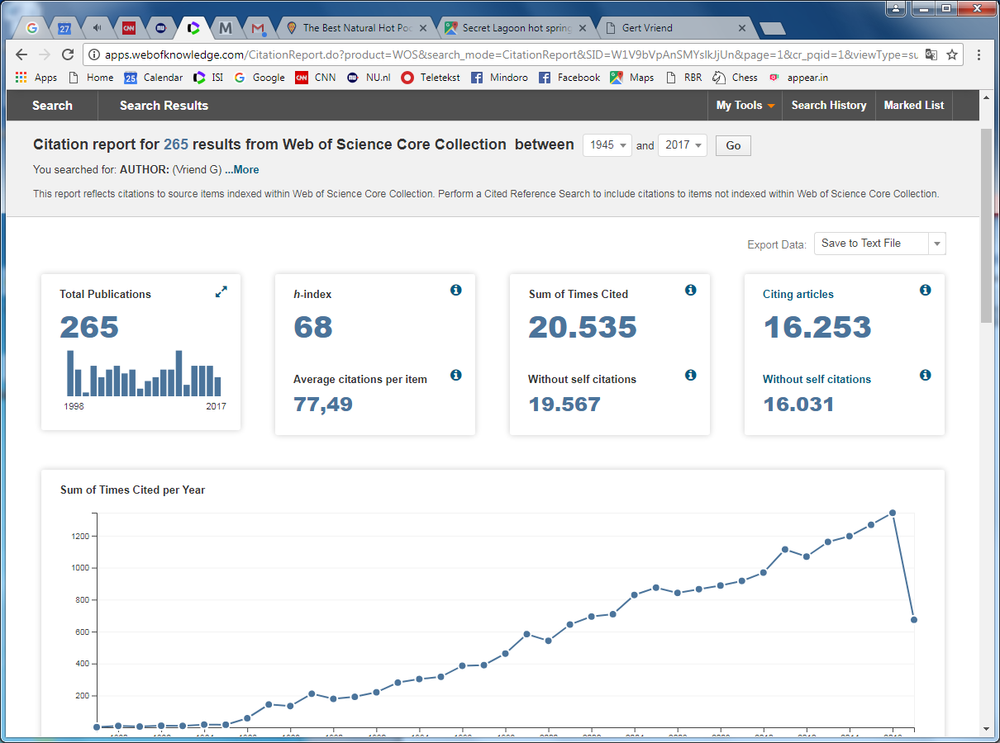 The Best Natural Hot Poo
Secret Lagoon hot spring
Gert Vriend
apps.webofknowledge.com/CitationReport.do?product=WOS&search_mode=CitationReport&SID=W1V9bVpAnSMYslkJjUn&page=1&cr_pqid=1&viewType=su
Apps Home 25 Calendar ISI Google CNN NU.nl Teletekst Mindoro Facebook Maps RBR Chess appear.in
Search Search Results My Tools Search History Marked List
Citation report for 265 results from Web of Science Core Collection between 1945 and 2017 Go
You searched for: AUTHOR: (Vriend G) ...More
This report reflects citations to source items indexed within Web of Science Core Collection. Perform a Cited Reference Search to include citations to items not indexed within Web of Science Core Collection.
Export Data: Save to Text File
Total Publications
265
1998 2017
h-index
68
Average citations per item
77,49
Sum of Times Cited
20.535
Without self citations
19.567
Citing articles
16.253
Without self citations
16.031
Sum of Times Cited per Year
1200
1000
800
600
400
200